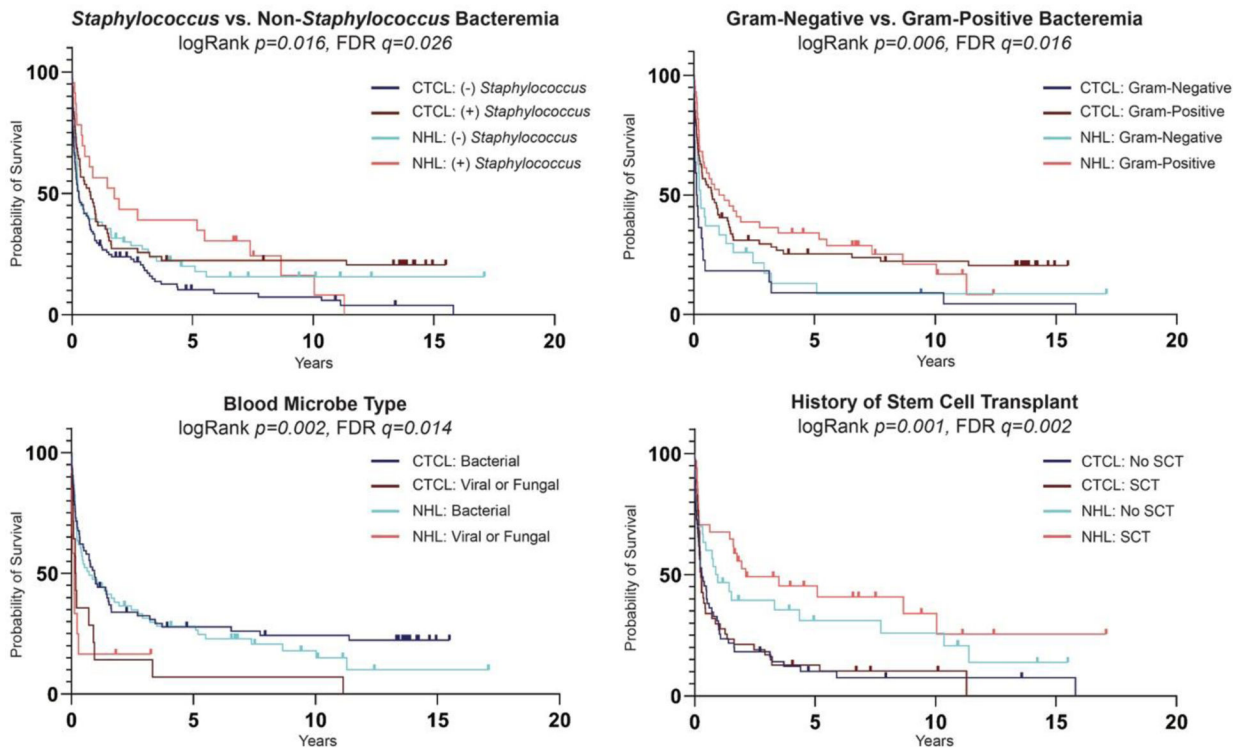 Staphylococcus vs. Non-Staphylococcus Bacteremia
logRank p=0.016, FDR q=0.026
100
50
0
Probability of Survival
CTCL: (-) Staphylococcus
CTCL: (+) Staphylococcus
NHL: (-) Staphylococcus
NHL: (+) Staphylococcus
0 5 10 15 20
Years
Gram-Negative vs. Gram-Positive Bacteremia
logRank p=0.006, FDR q=0.016
100
50
0
Probability of Survival
CTCL: Gram-Negative
CTCL: Gram-Positive
NHL: Gram-Negative
NHL: Gram-Positive
0 5 10 15 20
Years
Blood Microbe Type
logRank p=0.002, FDR q=0.014
100
50
0
Probability of Survival
CTCL: Bacterial
CTCL: Viral or Fungal
NHL: Bacterial
NHL: Viral or Fungal
0 5 10 15 20
Years
History of Stem Cell Transplant
logRank p=0.001, FDR q=0.002
100
50
0
Probability of Survival
CTCL: No SCT
CTCL: SCT
NHL: No SCT
NHL: SCT
0 5 10 15 20
Years